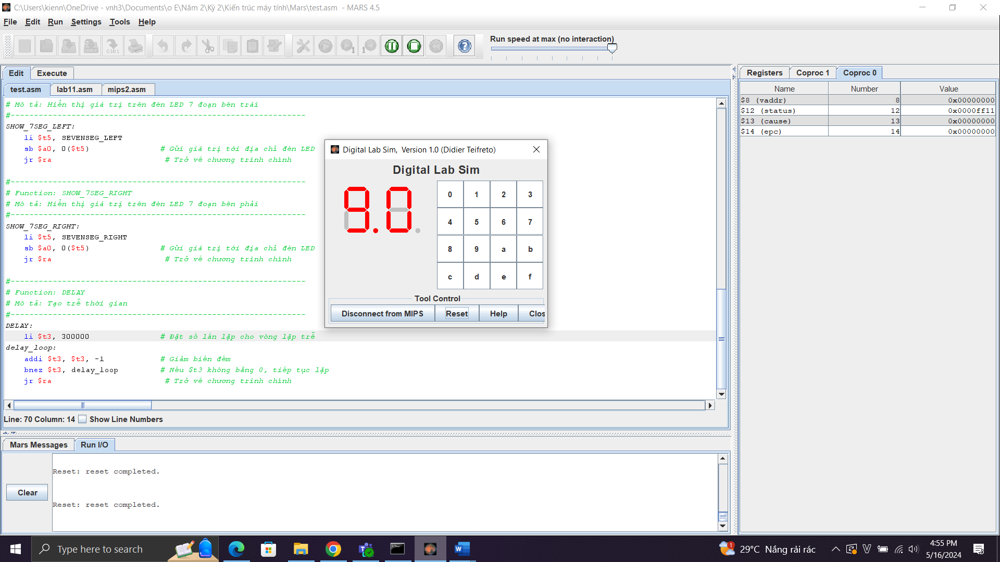 C:\Users\kienn\OneDrive - vnh3\Documents\o E\Năm 2\Kỳ 2\Kiến trúc máy tính\Mars\test.asm - MARS 4.5
File Edit Run Settings Tools Help
Run speed at max (no interaction)
Edit Execute
test.asm lab11.asm mips2.asm
# Mô tả: Hiển thị giá trị trên đèn LED 7 đoạn bên trái
#---------------------------------------------------------------
SHOW_7SEG_LEFT:
li $t5, SEVENSEG_LEFT
sb $a0, 0($t5) # Gửi giá trị tới địa chỉ đèn LED
jr $ra # Trở về chương trình chính
#---------------------------------------------------------------
# Function: SHOW_7SEG_RIGHT
# Mô tả: Hiển thị giá trị trên đèn LED 7 đoạn bên phải
#---------------------------------------------------------------
SHOW_7SEG_RIGHT:
li $t5, SEVENSEG_RIGHT
sb $a0, 0($t5) # Gửi giá trị tới địa chỉ đèn LED
jr $ra # Trở về chương trình chính
#---------------------------------------------------------------
# Function: DELAY
# Mô tả: Tạo trễ thời gian
#---------------------------------------------------------------
DELAY:
li $t3, 300000 # Đặt số lần lặp cho vòng lặp trễ
delay_loop:
addi $t3, $t3, -1 # Giảm biến đếm
bnez $t3, delay_loop # Nếu $t3 không bằng 0, tiếp tục lặp
jr $ra # Trở về chương trình chính
Line: 70 Column: 14 Show Line Numbers
Digital Lab Sim, Version 1.0 (Didier Teifreto)
Digital Lab Sim
9.0
0 1 2 3
4 5 6 7
8 9 a b
c d e f
Tool Control
Disconnect from MIPS Reset Help Clos
Registers Coproc 1 Coproc 0
Name Number Value
$8 (vaddr) 8 0x00000000
$12 (status) 12 0x0000ff11
$13 (cause) 13 0x00000000
$14 (epc) 14 0x00000000
Mars Messages Run I/O
Reset: reset completed.
Clear
Reset: reset completed.
Type here to search
29°C Nắng rải rác
4:55 PM
5/16/2024